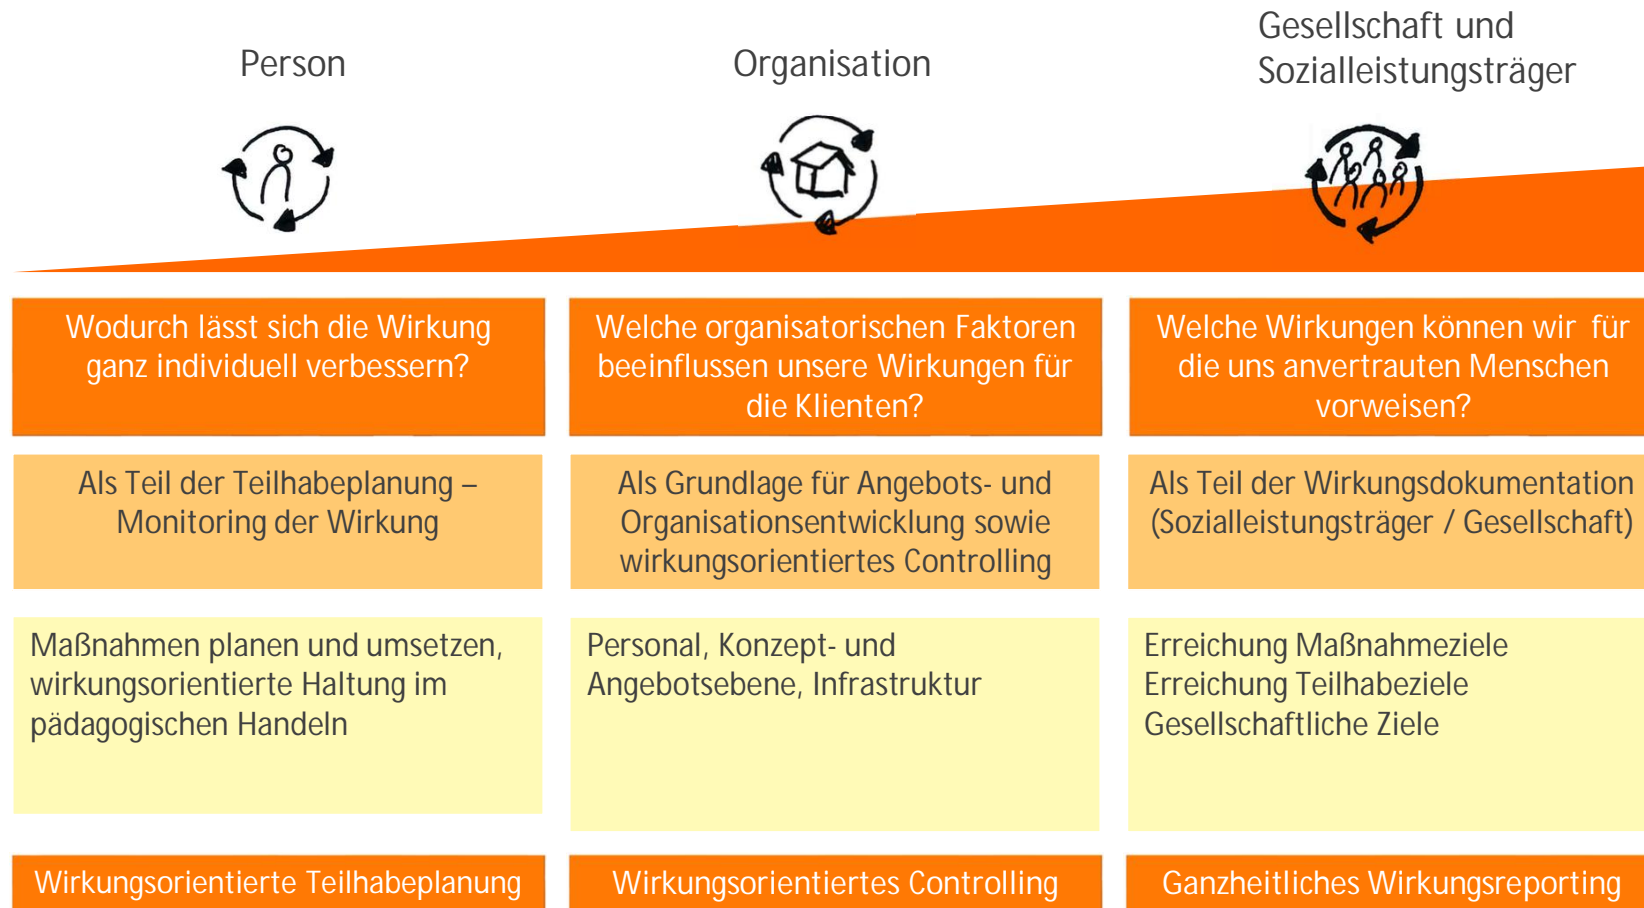 Person
Organisation
Gesellschaft und
Sozialleistungsträger
Wodurch lässt sich die Wirkung
ganz individuell verbessern?
Welche organisatorischen Faktoren
beeinflussen unsere Wirkungen für
die Klienten?
Welche Wirkungen können wir für
die uns anvertrauten Menschen
vorweisen?
Als Teil der Teilhabeplanung –
Monitoring der Wirkung
Als Grundlage für Angebots- und
Organisationsentwicklung sowie
wirkungsorientiertes Controlling
Als Teil der Wirkungsdokumentation
(Sozialleistungsträger / Gesellschaft)
Maßnahmen planen und umsetzen,
wirkungsorientierte Haltung im
pädagogischen Handeln
Personal, Konzept- und
Angebotsebene, Infrastruktur
Erreichung Maßnahmeziele
Erreichung Teilhabeziele
Gesellschaftliche Ziele
Wirkungsorientierte Teilhabeplanung
Wirkungsorientiertes Controlling
Ganzheitliches Wirkungsreporting